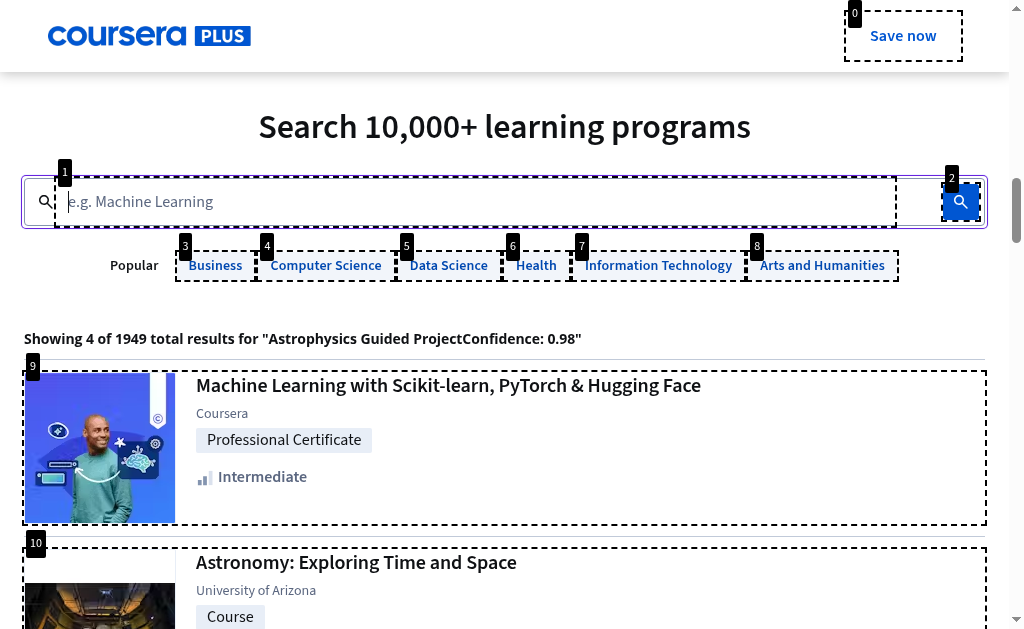 coursera PLUS
0
Save now
Search 10,000+ learning programs
1
e.g. Machine Learning
2
Popular
3
Business
4
Computer Science
5
Data Science
6
Health
7
Information Technology
8
Arts and Humanities
Showing 4 of 1949 total results for "Astrophysics Guided ProjectConfidence: 0.98"
9
Machine Learning with Scikit-learn, PyTorch & Hugging Face
Coursera
Professional Certificate
Intermediate
10
Astronomy: Exploring Time and Space
University of Arizona
Course